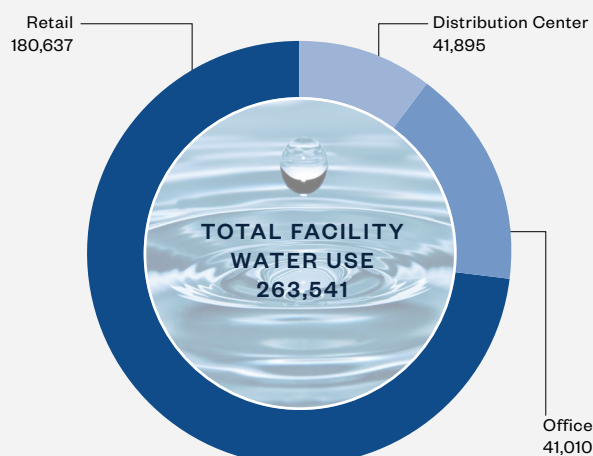 Retail
180,637
Distribution Center
41,895
TOTAL FACILITY
WATER USE
263,541
Office
41,010